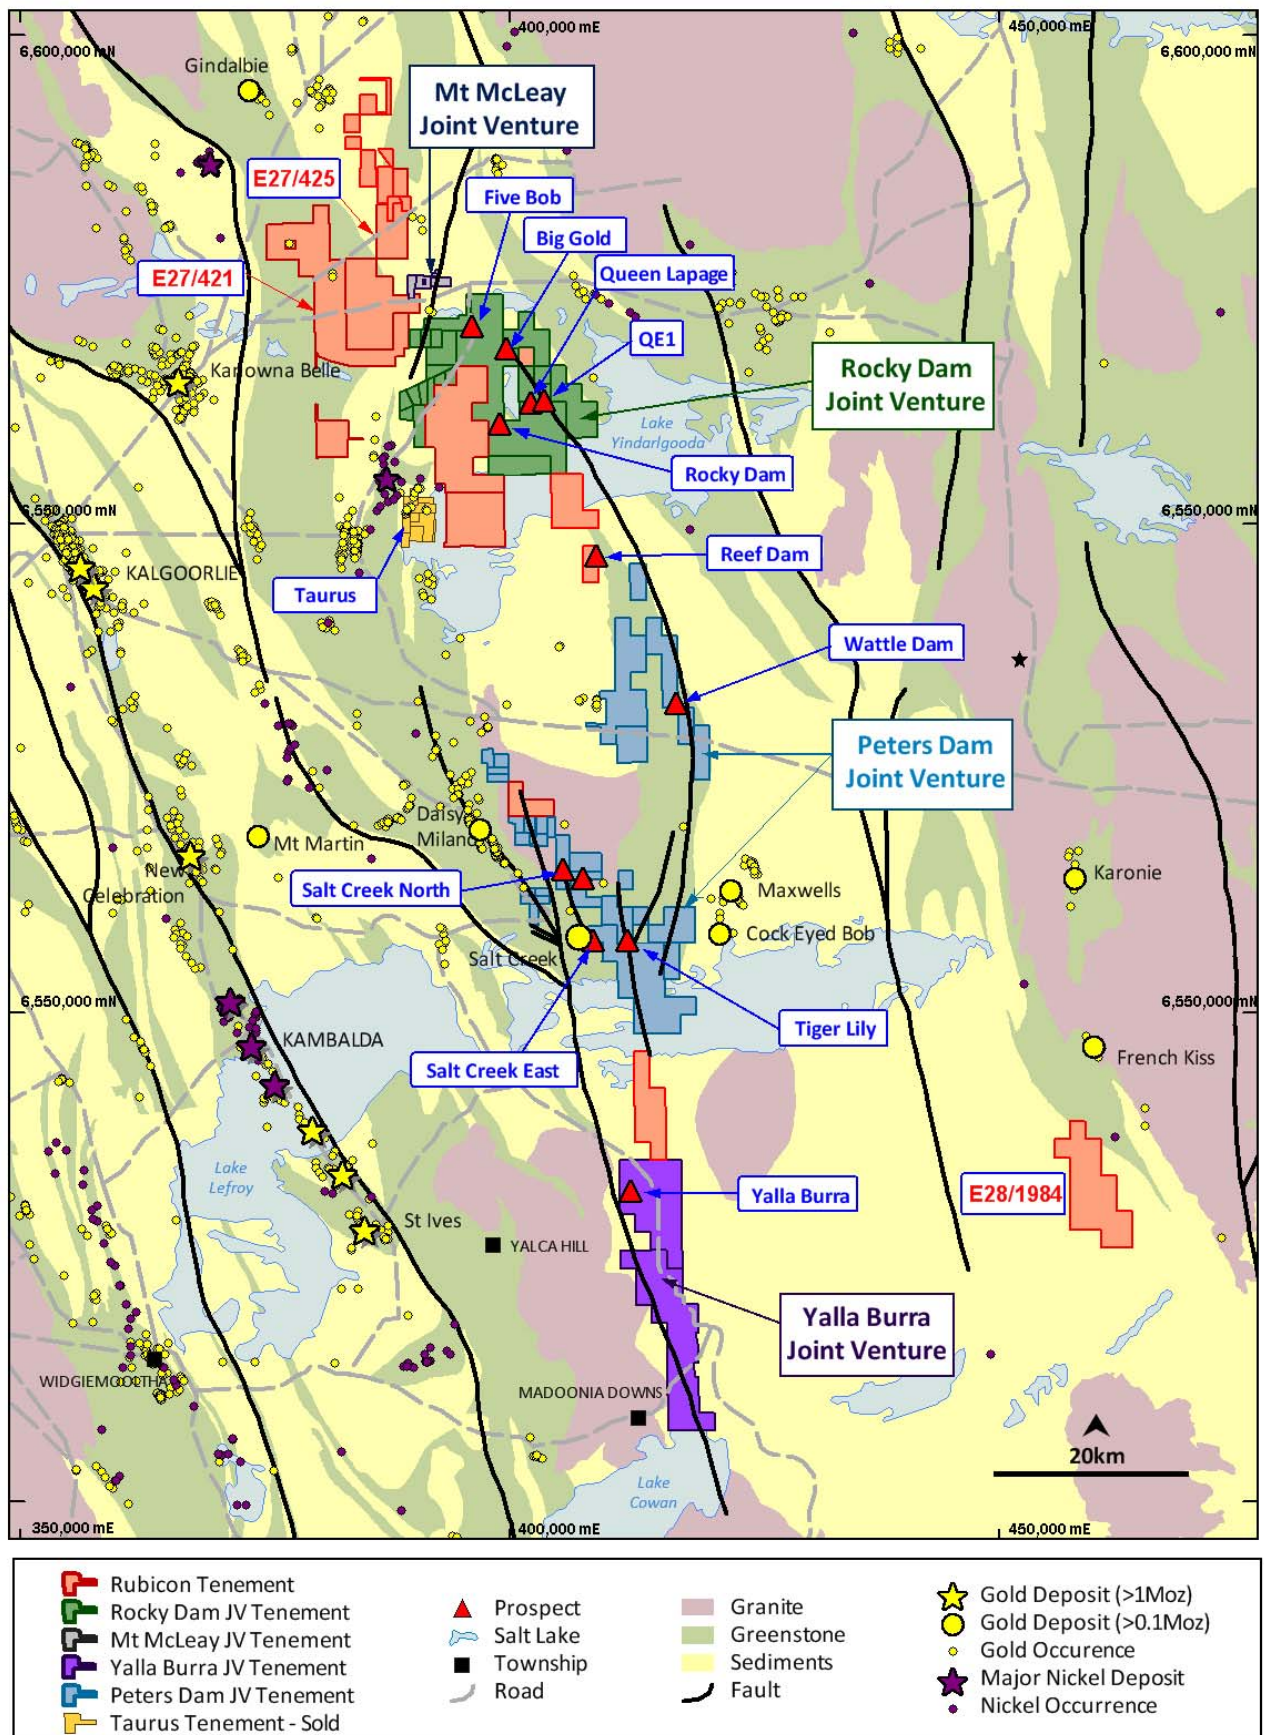 400,000 mE
450,000 mE
6,600,000 mN
6,600,000 mN
Gindalbie
Mt McLeay
Joint Venture
E27/425
Five Bob
Big Gold
E27/421
Queen Lapage
QE1
Kanowna Belle
Rocky Dam
Joint Venture
Lake
Yindarlgooda
Rocky Dam
6,550,000 mN
6,550,000 mN
KALGOORLIE
Reef Dam
Taurus
Wattle Dam
Peters Dam
Joint Venture
Daisy
Milano
Mt Martin
New
Celebration
Salt Creek North
Maxwells
Karonie
Cock Eyed Bob
Salt Creek
6,550,000 mN
6,550,000 mN
Tiger Lily
KAMBALDA
French Kiss
Salt Creek East
Lake
Lefroy
Yalla Burra
E28/1984
St Ives
YALCA HILL
Yalla Burra
Joint Venture
WIDGIEMOOLTHA
MADOONIA DOWNS
20km
Lake
Cowan
350,000 mE
400,000 mE
450,000 mE
Rubicon Tenement
Rocky Dam JV Tenement
Mt McLeay JV Tenement
Yalla Burra JV Tenement
Peters Dam JV Tenement
Taurus Tenement - Sold
Prospect
Salt Lake
Township
Road
Granite
Greenstone
Sediments
Fault
Gold Deposit (>1Moz)
Gold Deposit (>0.1Moz)
Gold Occurence
Major Nickel Deposit
Nickel Occurrence